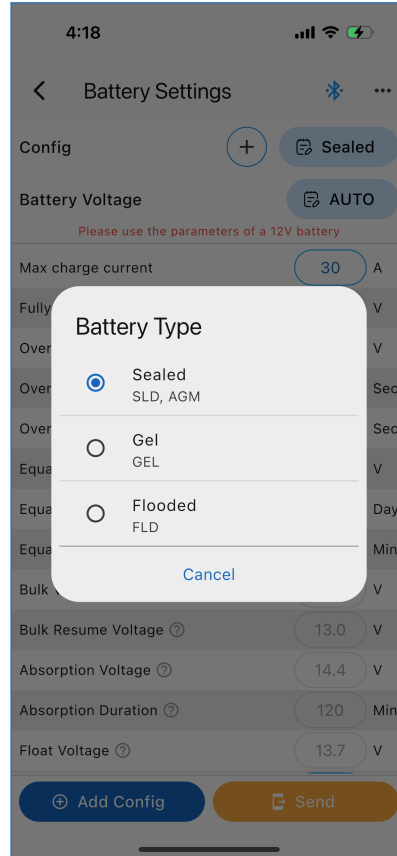 4:18
Battery Settings
Config
Sealed
Battery Voltage
AUTO
Please use the parameters of a 12V battery
Max charge current 30 A
Fully V
Over V
Over Sec
Over Sec
Equa V
Equa Day
Equa Min
Battery Type
Sealed
SLD, AGM
Gel
GEL
Flooded
FLD
Cancel
Bulk V
Bulk Resume Voltage 13.0 V
Absorption Voltage 14.4 V
Absorption Duration 120 Min
Float Voltage 13.7 V
Add Config
Send